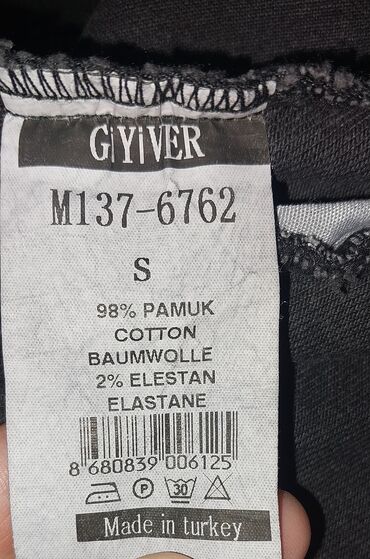 GiYiVER
M137-6762
S
98% PAMUK
COTTON
BAUMWOLLE
2% ELESTAN
ELASTANE
8 680839 006125
P 30
Made in turkey